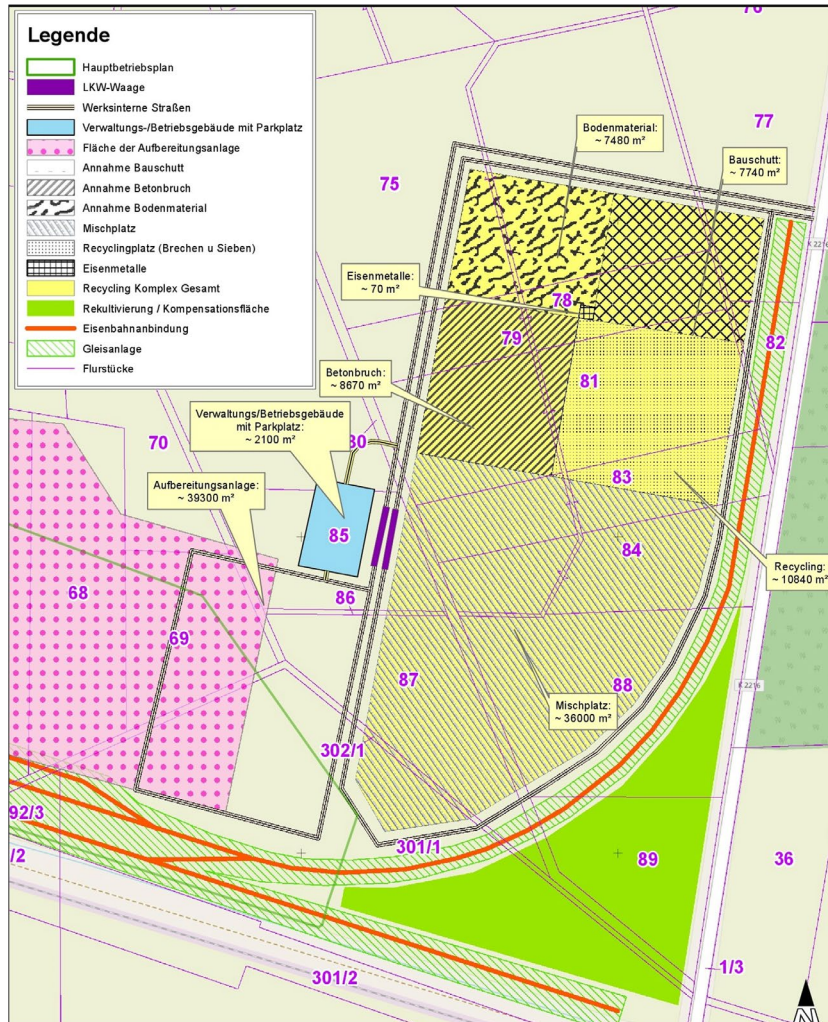 Legende
Hauptbetriebsplan
LKW-Waage
Werksinterne Straßen
Verwaltungs-/Betriebsgebäude mit Parkplatz
Fläche der Aufbereitungsanlage
Annahme Bauschutt
Annahme Betonbruch
Annahme Bodenmaterial
Mischplatz
Recyclingplatz (Brechen u Sieben)
Eisenmetalle
Recycling Komplex Gesamt
Rekultivierung / Kompensationsfläche
Eisenbahnanbindung
Gleisanlage
Flurstücke
77
75
Bodenmaterial:
~ 7480 m²
Bauschutt:
~ 7740 m²
K 2216
Eisenmetalle:
~ 70 m²
78
79
82
81
Betonbruch:
~ 8670 m²
Verwaltungs/Betriebsgebäude
mit Parkplatz:
~ 2100 m²
70
80
Aufbereitungsanlage:
~ 39300 m²
83
85
84
Recycling:
~ 10840 m²
68
86
69
87
88
K 2216
Mischplatz:
~ 36000 m²
302/1
92/3
301/1
/2
89
36
301/2
1/3
N